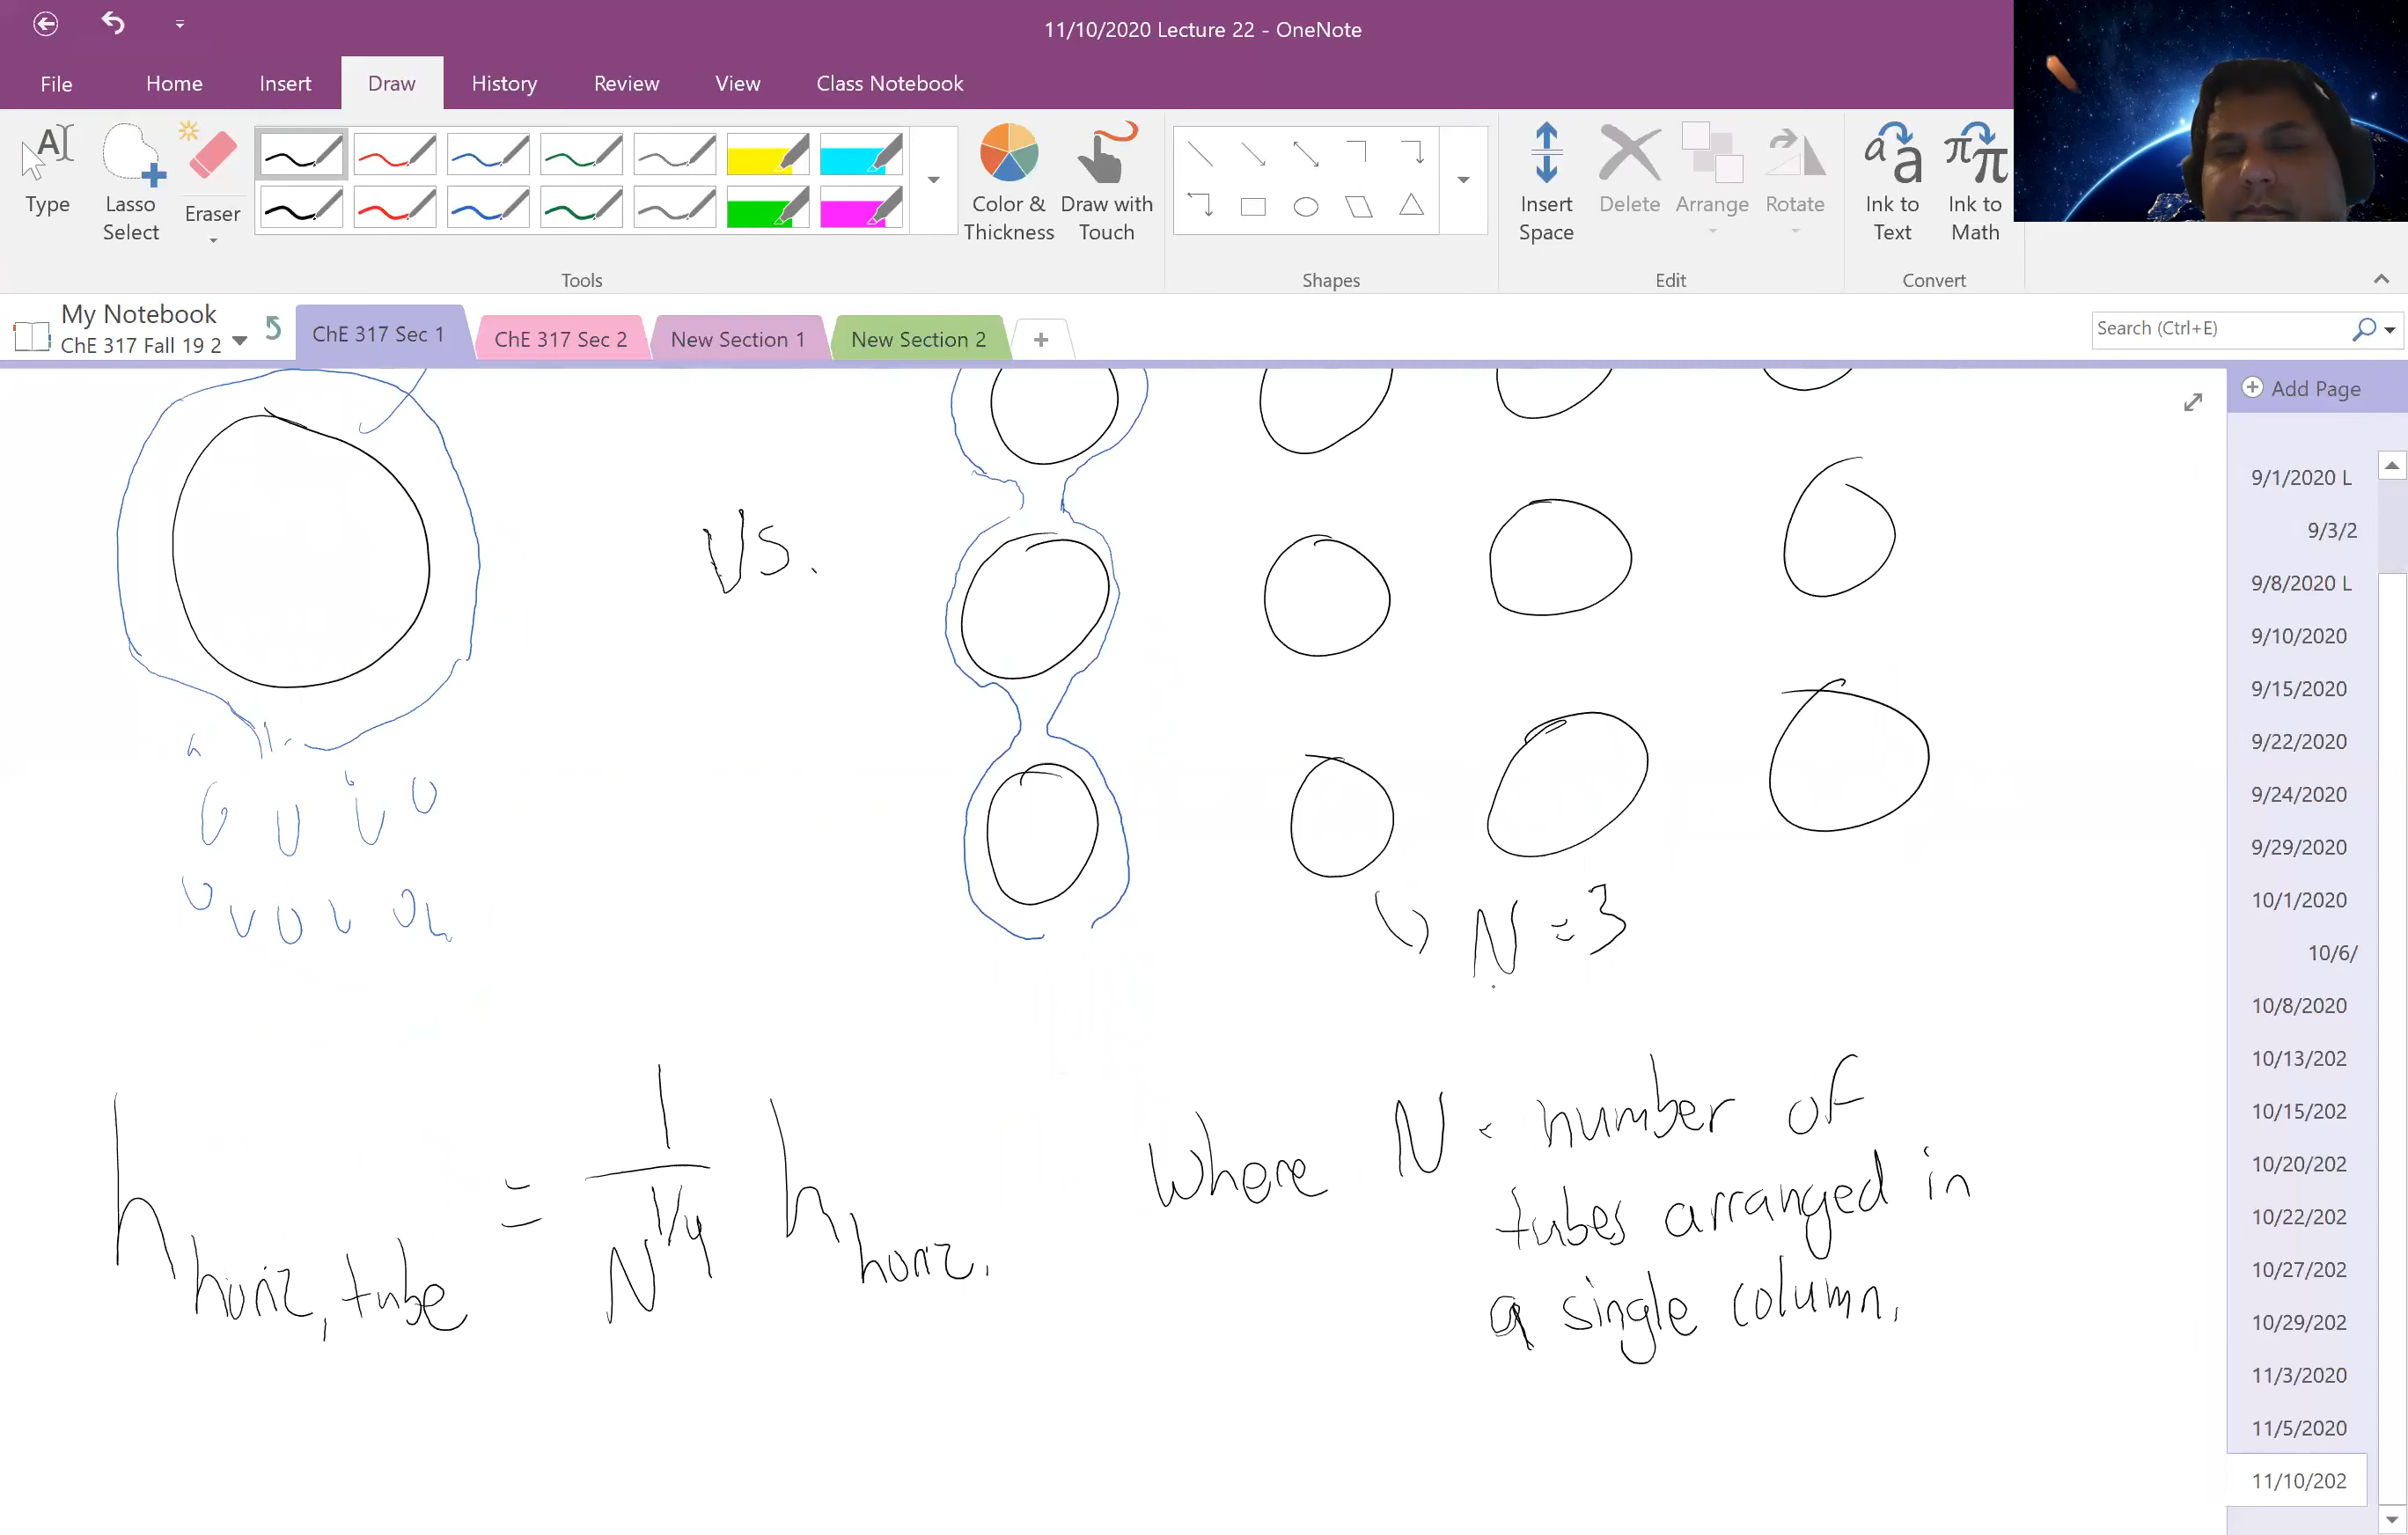 11/10/2020 Lecture 22 - OneNote
File Home Insert Draw History Review View Class Notebook
Type
Lasso Select
Eraser
Color & Thickness
Draw with Touch
Insert Space
Delete
Arrange
Rotate
Ink to Text
Ink to Math
Tools Shapes Edit Convert
My Notebook
ChE 317 Fall 19 2
ChE 317 Sec 1
ChE 317 Sec 2
New Section 1
New Section 2
+
Search (Ctrl+E)
Add Page
9/1/2020 L
9/3/2
9/8/2020 L
9/10/2020
9/15/2020
9/22/2020
9/24/2020
9/29/2020
10/1/2020
10/6/
10/8/2020
10/13/202
10/15/202
10/20/202
10/22/202
10/27/202
10/29/202
11/3/2020
11/5/2020
11/10/202
Vs.
N = 3
h horiz, tube = 1 / N^1/4 h horiz.
Where N = number of
tubes arranged in
a single column.